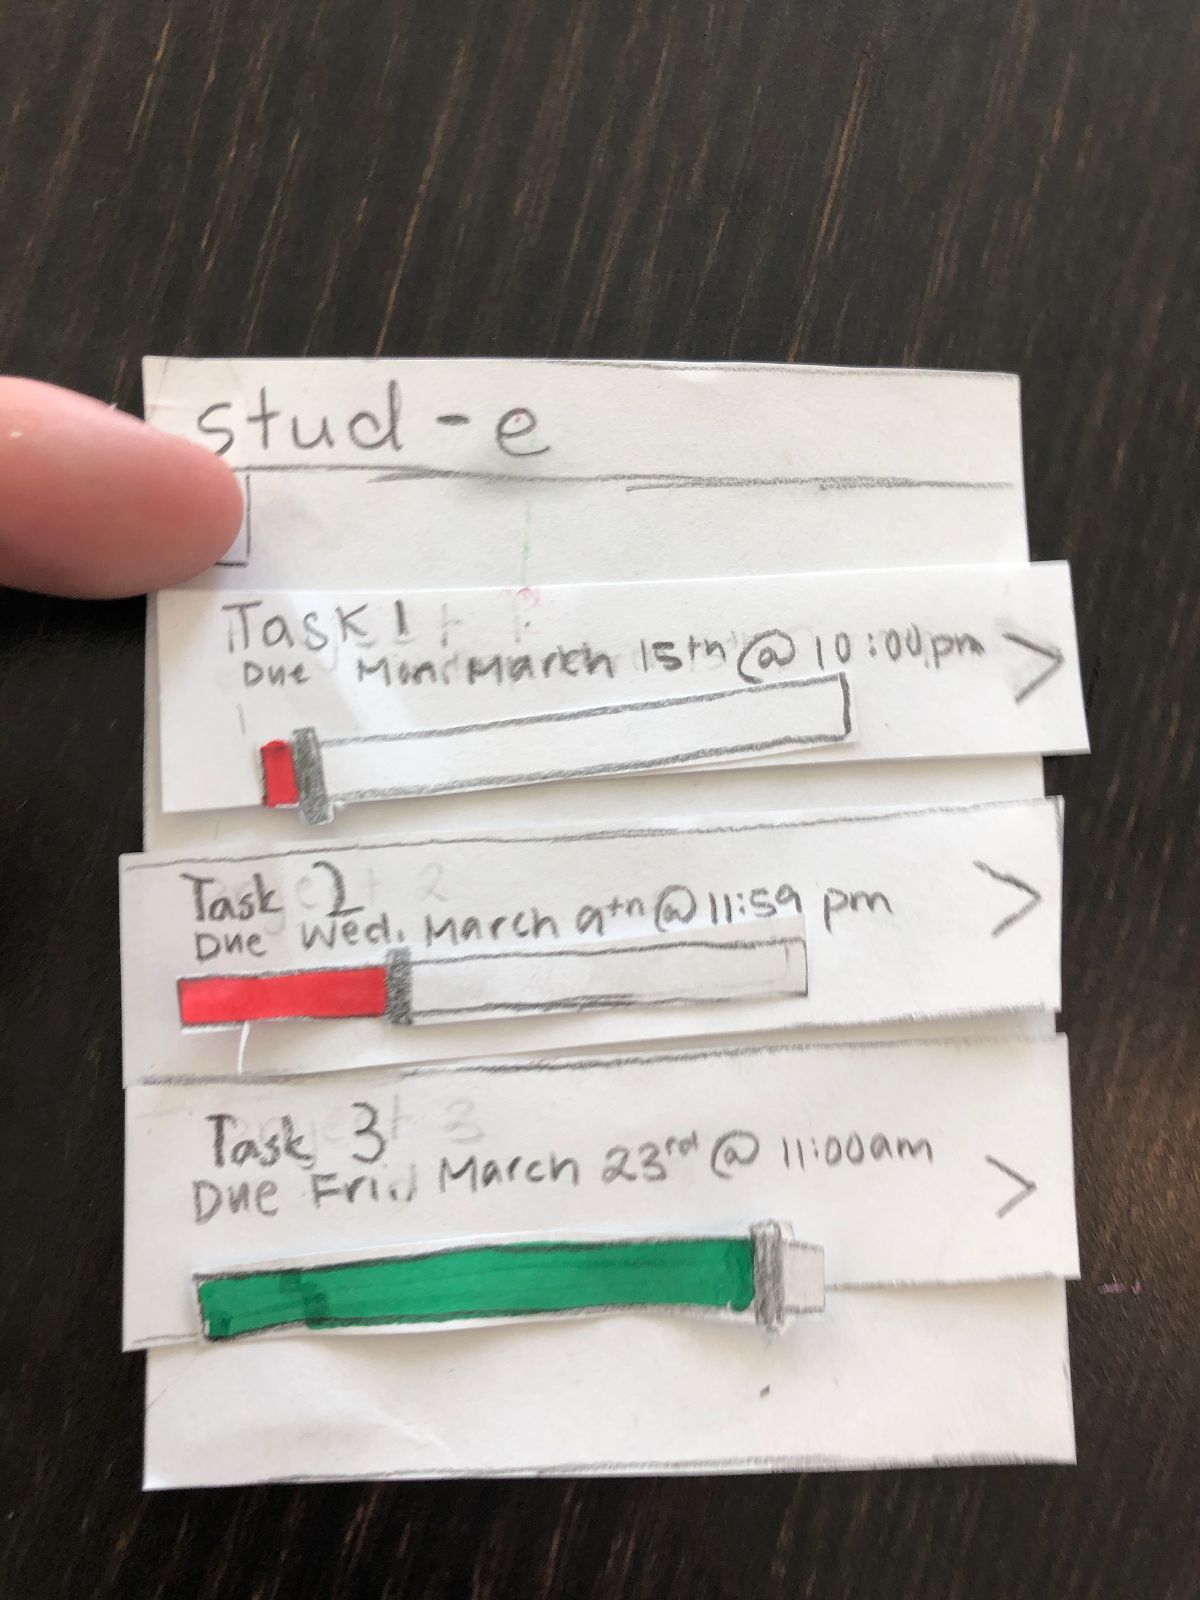 stud-e
Task 1
Due Mon. March 15th @ 10:00pm
>
Task 2
Due Wed. March 9th @ 11:59 pm
>
Task 3
Due Fri. March 23rd @ 11:00am
>